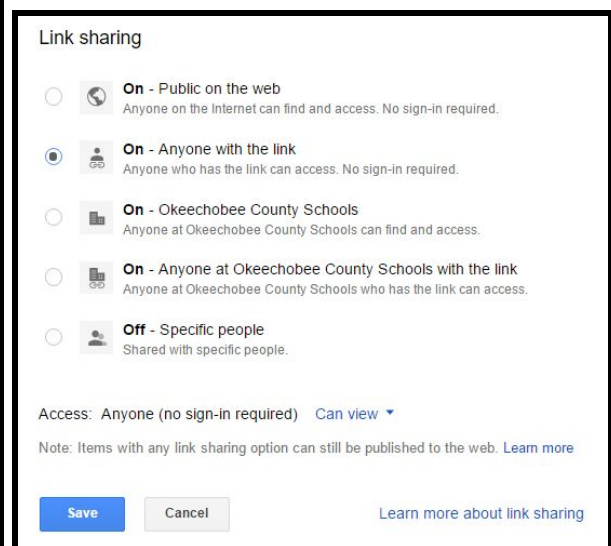 Link sharing
On - Public on the web
Anyone on the Internet can find and access. No sign-in required.
On - Anyone with the link
Anyone who has the link can access. No sign-in required.
On - Okeechobee County Schools
Anyone at Okeechobee County Schools can find and access.
On - Anyone at Okeechobee County Schools with the link
Anyone at Okeechobee County Schools who has the link can access.
Off - Specific people
Shared with specific people.
Access: Anyone (no sign-in required) Can view
Note: Items with any link sharing option can still be published to the web. Learn more
Save Cancel Learn more about link sharing